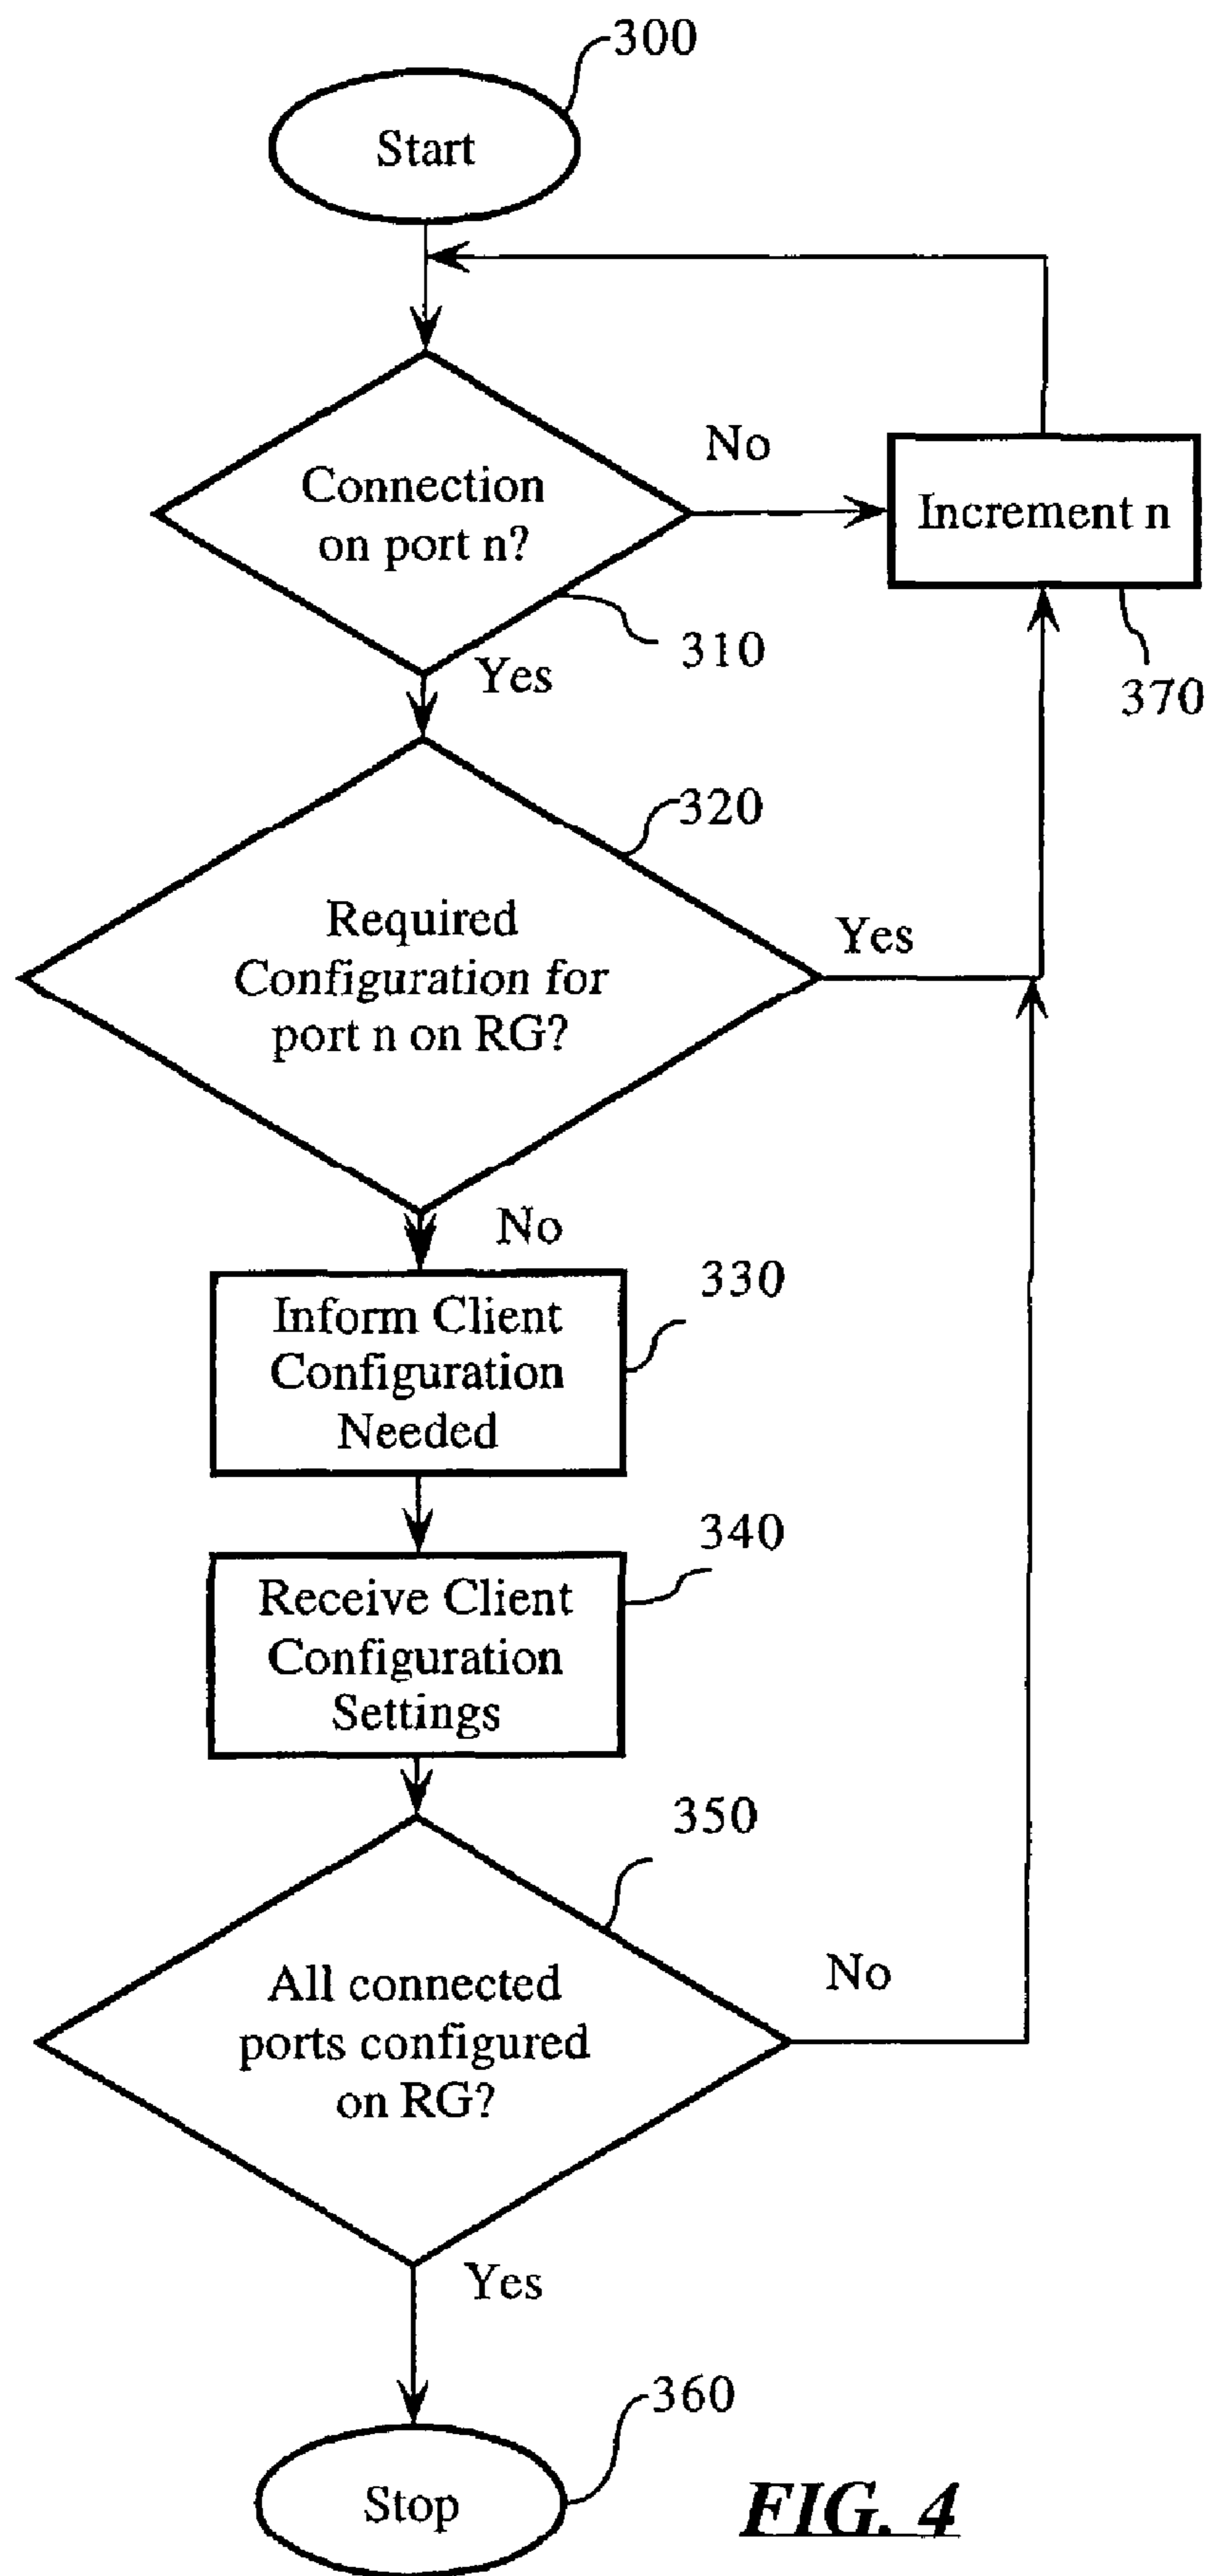 300
Start
Connection
on port n?
No
Increment n
310
Yes
370
320
Required
Configuration for
port n on RG?
Yes
No
330
Inform Client
Configuration
Needed
340
Receive Client
Configuration
Settings
350
All connected
ports configured
on RG?
No
Yes
360
Stop
FIG. 4